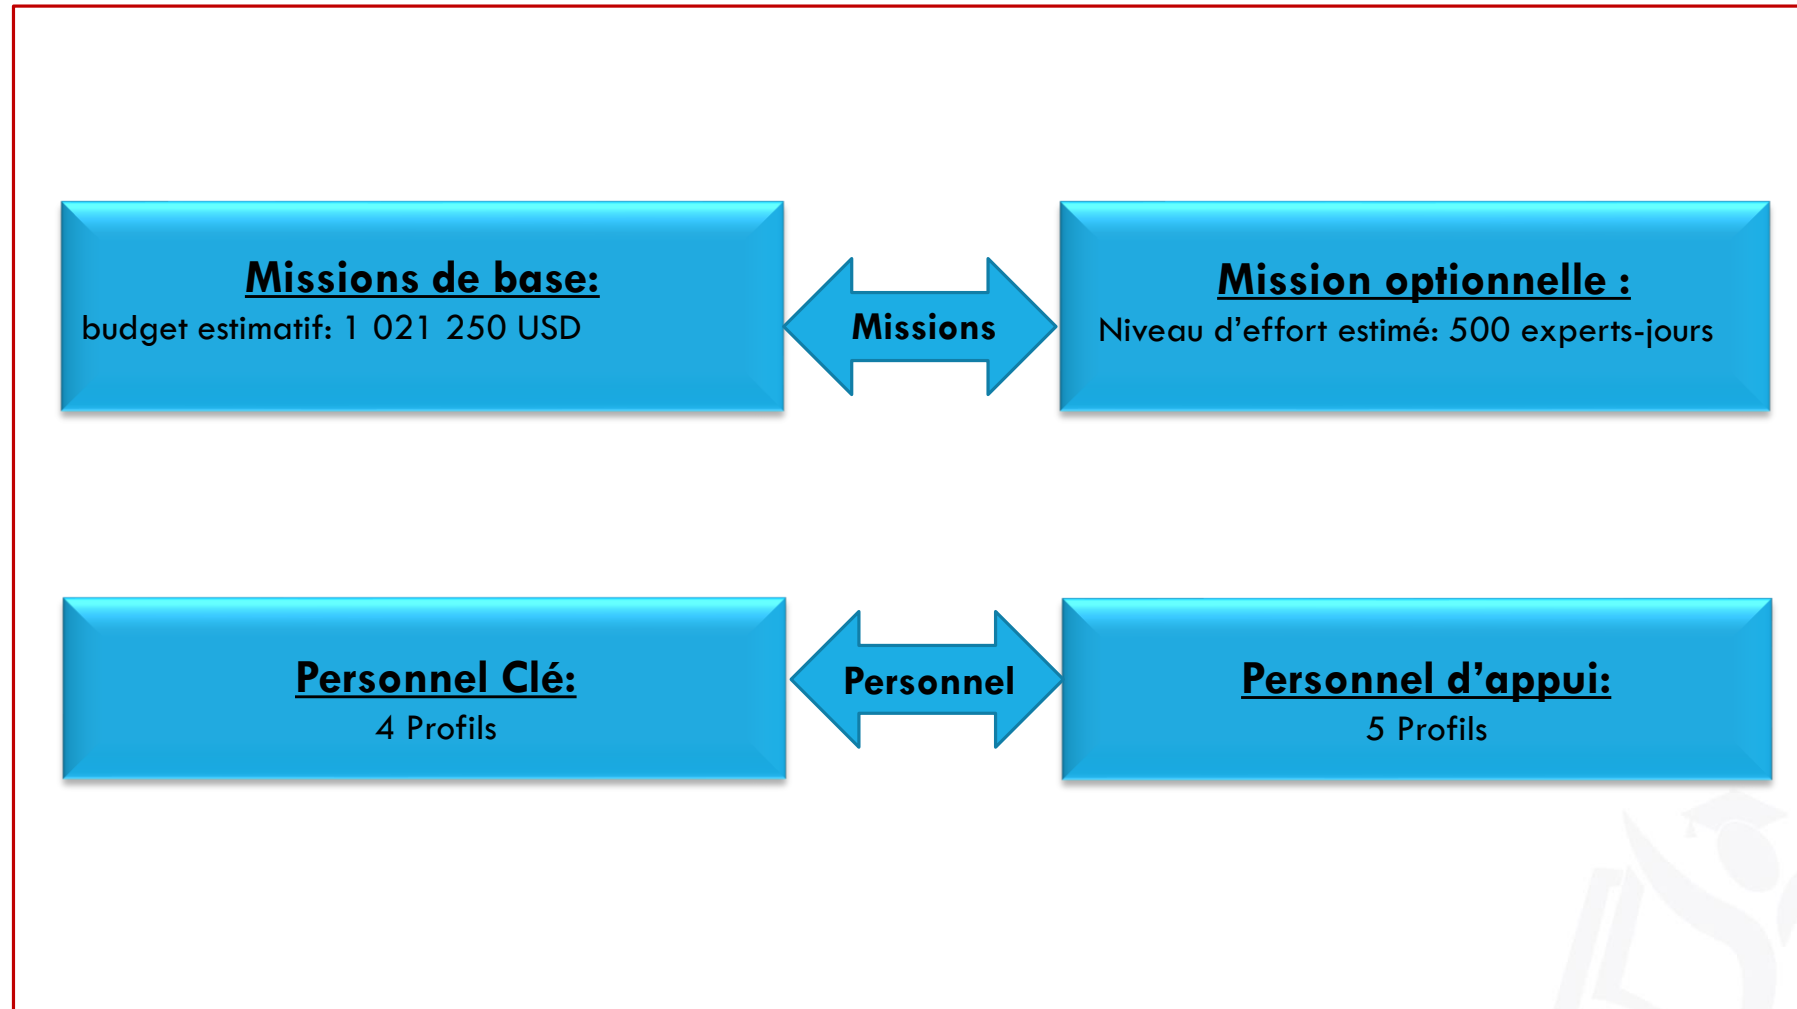 Missions de base:
budget estimatif: 1 021 250 USD
Missions
Mission optionnelle :
Niveau d’effort estimé: 500 experts-jours
Personnel Clé:
4 Profils
Personnel
Personnel d’appui:
5 Profils